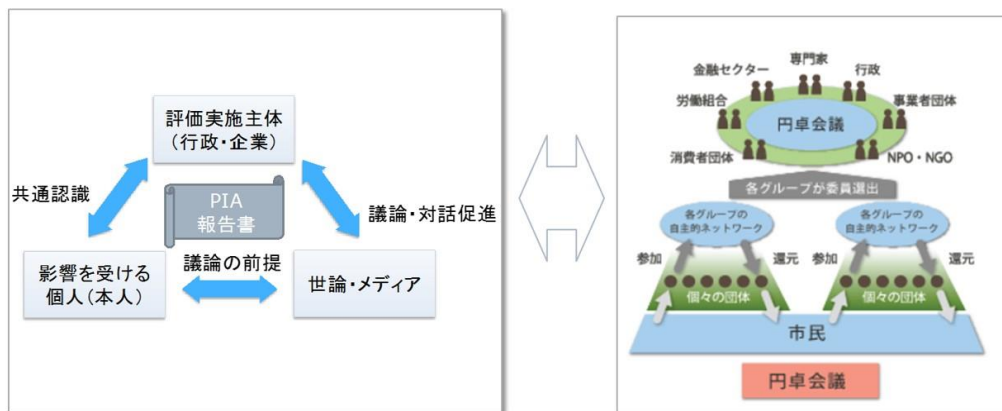 評価実施主体
(行政・企業)
共通認識
PIA
報告書
議論・対話促進
議論の前提
影響を受ける
個人(本人)
世論・メディア
専門家
金融セクター
行政
労働組合
事業者団体
円卓会議
消費者団体
NPO・NGO
各グループが委員選出
各グループの
自主的ネットワーク
各グループの
自主的ネットワーク
参加
還元
参加
還元
個々の団体
個々の団体
市民
円卓会議